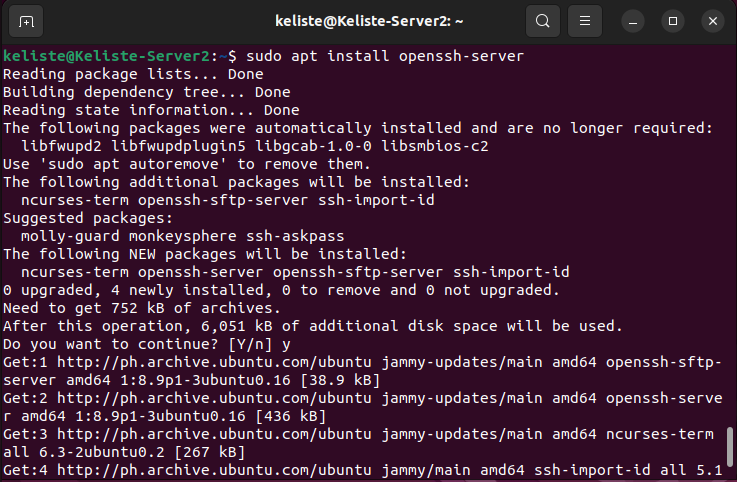 keliste@Keliste-Server2: ~
keliste@Keliste-Server2:~$ sudo apt install openssh-server
Reading package lists... Done
Building dependency tree... Done
Reading state information... Done
The following packages were automatically installed and are no longer required:
  libfwupd2 libfwupdplugin5 libgcab-1.0-0 libsmbios-c2
Use 'sudo apt autoremove' to remove them.
The following additional packages will be installed:
  ncurses-term openssh-sftp-server ssh-import-id
Suggested packages:
  molly-guard monkeysphere ssh-askpass
The following NEW packages will be installed:
  ncurses-term openssh-server openssh-sftp-server ssh-import-id
0 upgraded, 4 newly installed, 0 to remove and 0 not upgraded.
Need to get 752 kB of archives.
After this operation, 6,051 kB of additional disk space will be used.
Do you want to continue? [Y/n] y
Get:1 http://ph.archive.ubuntu.com/ubuntu jammy-updates/main amd64 openssh-sftp-
server amd64 1:8.9p1-3ubuntu0.16 [38.9 kB]
Get:2 http://ph.archive.ubuntu.com/ubuntu jammy-updates/main amd64 openssh-serve
r amd64 1:8.9p1-3ubuntu0.16 [436 kB]
Get:3 http://ph.archive.ubuntu.com/ubuntu jammy-updates/main amd64 ncurses-term
all 6.3-2ubuntu0.2 [267 kB]
Get:4 http://ph.archive.ubuntu.com/ubuntu jammy/main amd64 ssh-import-id all 5.1